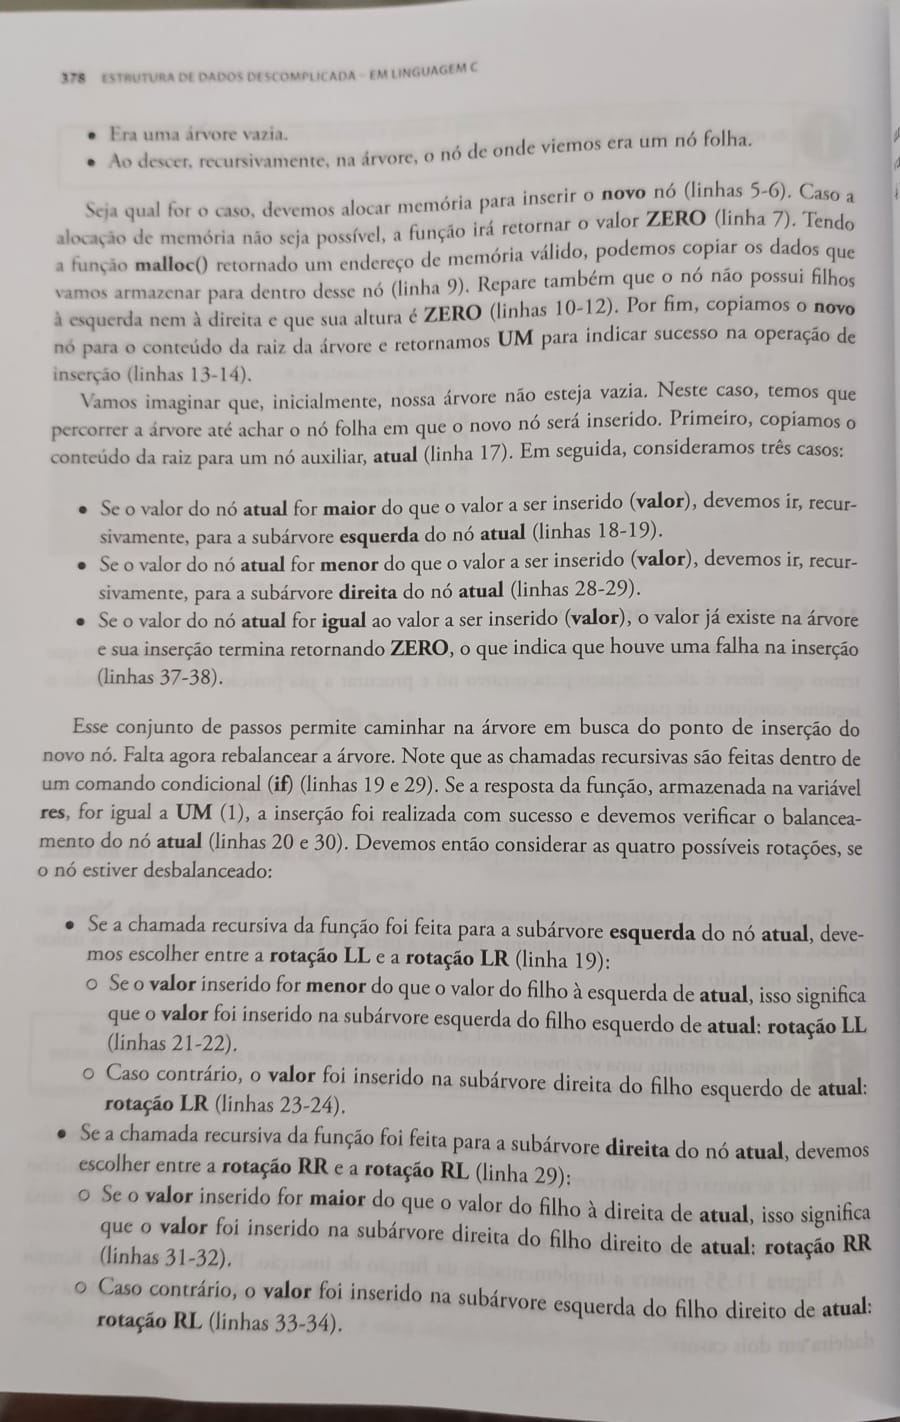 378 ESTRUTURA DE DADOS DESCOMPLICADA – EM LINGUAGEM C
• Era uma árvore vazia.
• Ao descer, recursivamente, na árvore, o nó de onde viemos era um nó folha.
Seja qual for o caso, devemos alocar memória para inserir o novo nó (linhas 5-6). Caso a
alocação de memória não seja possível, a função irá retornar o valor ZERO (linha 7). Tendo
a função malloc() retornado um endereço de memória válido, podemos copiar os dados que
vamos armazenar para dentro desse nó (linha 9). Repare também que o nó não possui filhos
à esquerda nem à direita e que sua altura é ZERO (linhas 10-12). Por fim, copiamos o novo
nó para o conteúdo da raiz da árvore e retornamos UM para indicar sucesso na operação de
inserção (linhas 13-14).
Vamos imaginar que, inicialmente, nossa árvore não esteja vazia. Neste caso, temos que
percorrer a árvore até achar o nó folha em que o novo nó será inserido. Primeiro, copiamos o
conteúdo da raiz para um nó auxiliar, atual (linha 17). Em seguida, consideramos três casos:
• Se o valor do nó atual for maior do que o valor a ser inserido (valor), devemos ir, recur-
sivamente, para a subárvore esquerda do nó atual (linhas 18-19).
• Se o valor do nó atual for menor do que o valor a ser inserido (valor), devemos ir, recur-
sivamente, para a subárvore direita do nó atual (linhas 28-29).
• Se o valor do nó atual for igual ao valor a ser inserido (valor), o valor já existe na árvore
e sua inserção termina retornando ZERO, o que indica que houve uma falha na inserção
(linhas 37-38).
Esse conjunto de passos permite caminhar na árvore em busca do ponto de inserção do
novo nó. Falta agora rebalancear a árvore. Note que as chamadas recursivas são feitas dentro de
um comando condicional (if) (linhas 19 e 29). Se a resposta da função, armazenada na variável
res, for igual a UM (1), a inserção foi realizada com sucesso e devemos verificar o balancea-
mento do nó atual (linhas 20 e 30). Devemos então considerar as quatro possíveis rotações, se
o nó estiver desbalanceado:
• Se a chamada recursiva da função foi feita para a subárvore esquerda do nó atual, deve-
mos escolher entre a rotação LL e a rotação LR (linha 19):
○ Se o valor inserido for menor do que o valor do filho à esquerda de atual, isso significa
que o valor foi inserido na subárvore esquerda do filho esquerdo de atual: rotação LL
(linhas 21-22).
○ Caso contrário, o valor foi inserido na subárvore direita do filho esquerdo de atual:
rotação LR (linhas 23-24).
• Se a chamada recursiva da função foi feita para a subárvore direita do nó atual, devemos
escolher entre a rotação RR e a rotação RL (linha 29):
○ Se o valor inserido for maior do que o valor do filho à direita de atual, isso significa
que o valor foi inserido na subárvore direita do filho direito de atual: rotação RR
(linhas 31-32).
○ Caso contrário, o valor foi inserido na subárvore esquerda do filho direito de atual:
rotação RL (linhas 33-34).